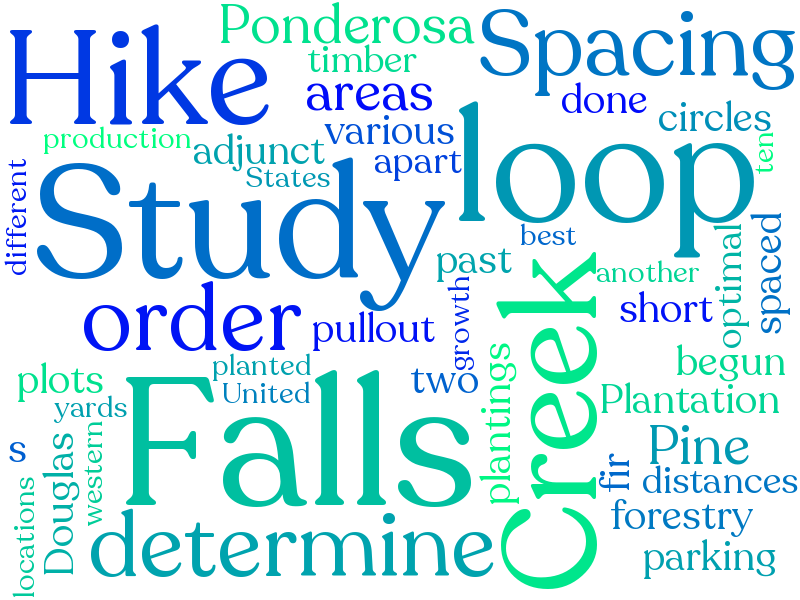 Ponderosa
Spacing
Hike
timber
areas
done
circles
production
various
adjunct
apart
States
ten
different
Study
loop
best
past
another
optimal
spaced
order
pullout
growth
short
Creek
planted
two
plantings
begun
plots
United
Plantation
yards
Falls
s
Douglas
western
Pine
fir
distances
locations
determine
forestry
parking